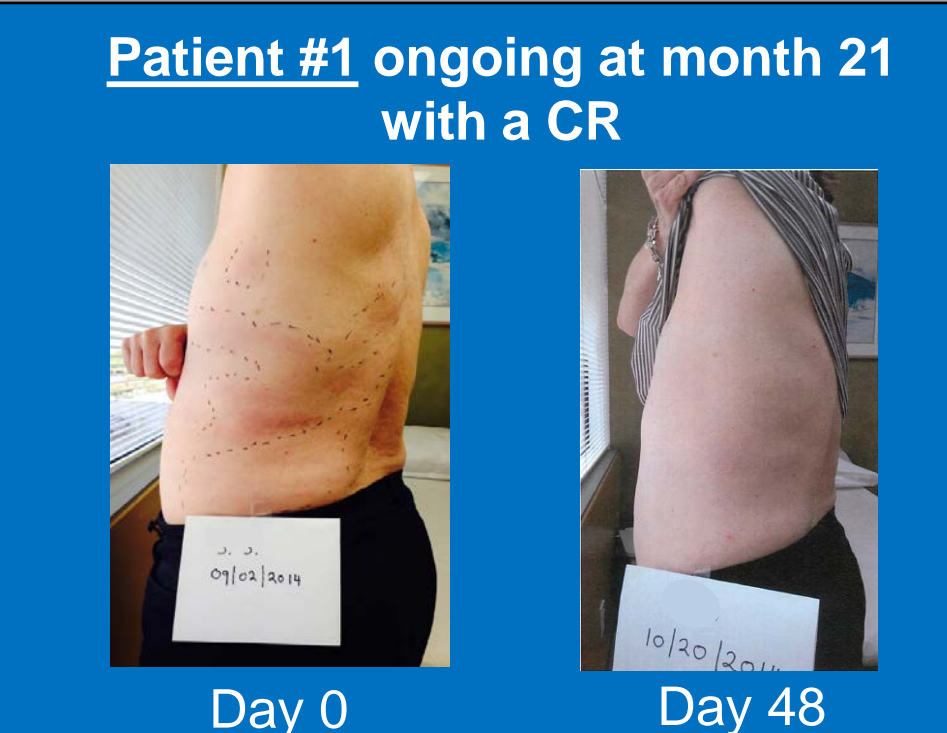 Patient #1 ongoing at month 21
with a CR
J. J.
09/02/2014
10/20/2014
Day 0
Day 48